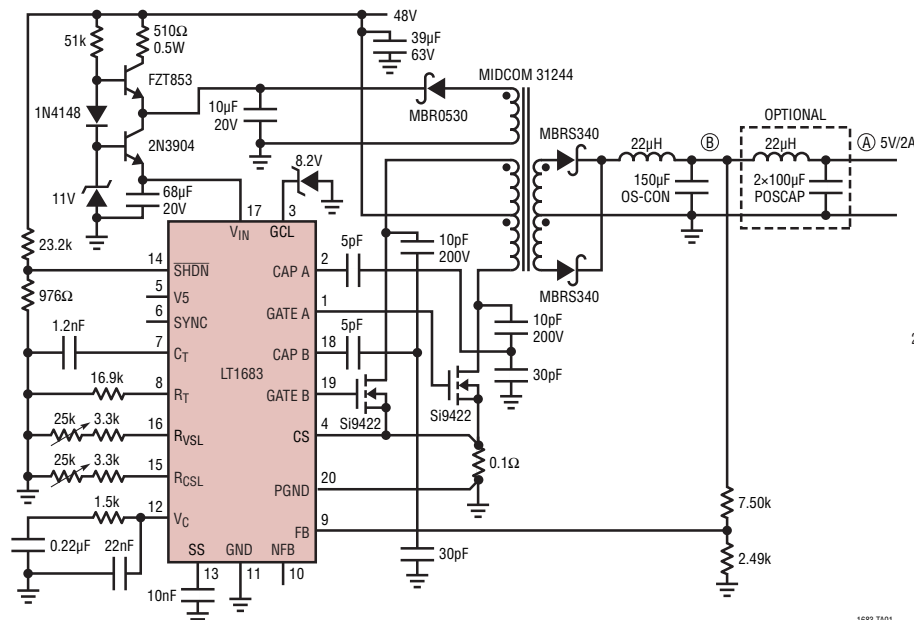 48V
51k
510Ω
0.5W
39µF
63V
FZT853
MIDCOM 31244
1N4148
10µF
20V
MBR0530
MBRS340
OPTIONAL
2N3904
22µH
B
22µH
A 5V/2A
11V
68µF
20V
8.2V
150µF
OS-CON
2×100µF
POSCAP
17
3
VIN
GCL
23.2k
14
SHDN
CAP A
2
5pF
10pF
200V
MBRS340
976Ω
5
V5
6
SYNC
GATE A
1
10pF
200V
1.2nF
7
CT
LT1683
CAP B
18
5pF
30pF
2
16.9k
8
RT
GATE B
19
Si9422
Si9422
25k
3.3k
16
RVSL
CS
4
0.1Ω
25k
3.3k
15
RCSL
PGND
20
1.5k
12
VC
FB
9
7.50k
0.22µF
22nF
SS
GND
NFB
30pF
2.49k
13
11
10
10nF
1683 TA01